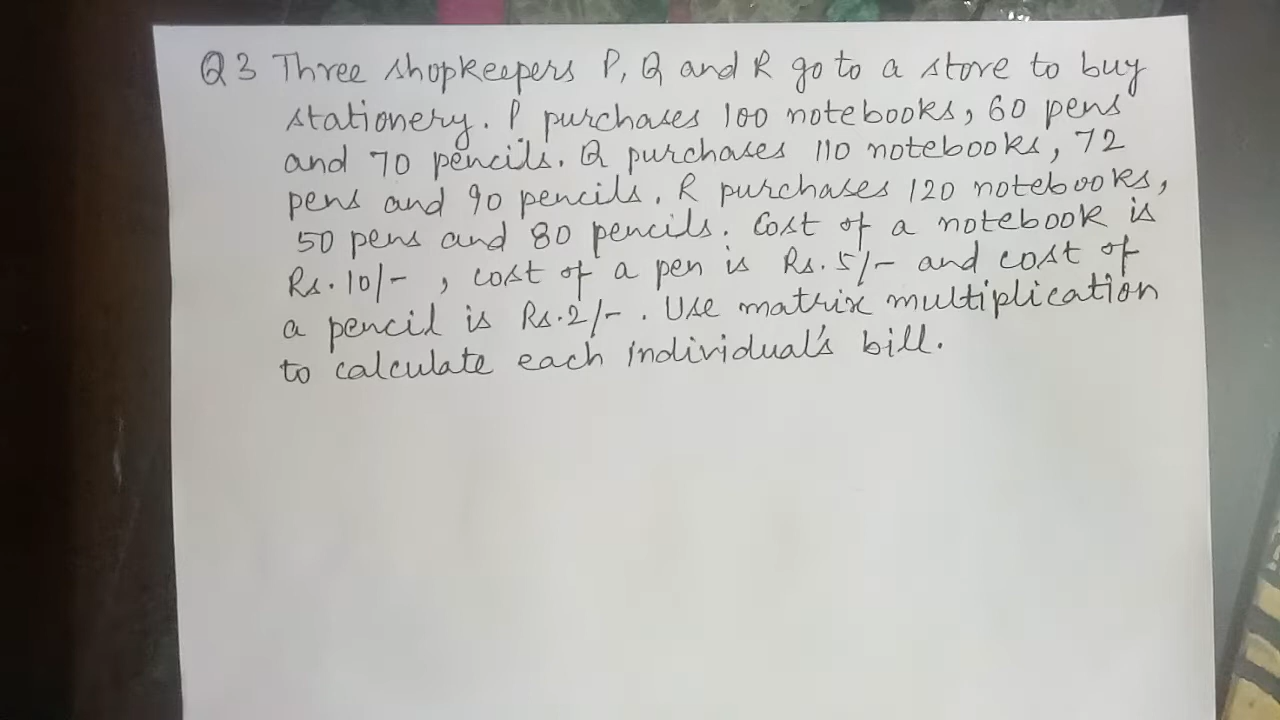 Q3 Three shopkeepers P, Q and R go to a store to buy
stationery. P purchases 100 notebooks, 60 pens
and 70 pencils. Q purchases 110 notebooks, 72
pens and 90 pencils. R purchases 120 notebooks,
50 pens and 80 pencils. Cost of a notebook is
Rs. 10/- , cost of a pen is Rs. 5/- and cost of
a pencil is Rs. 2/- . Use matrix multiplication
to calculate each individual's bill.